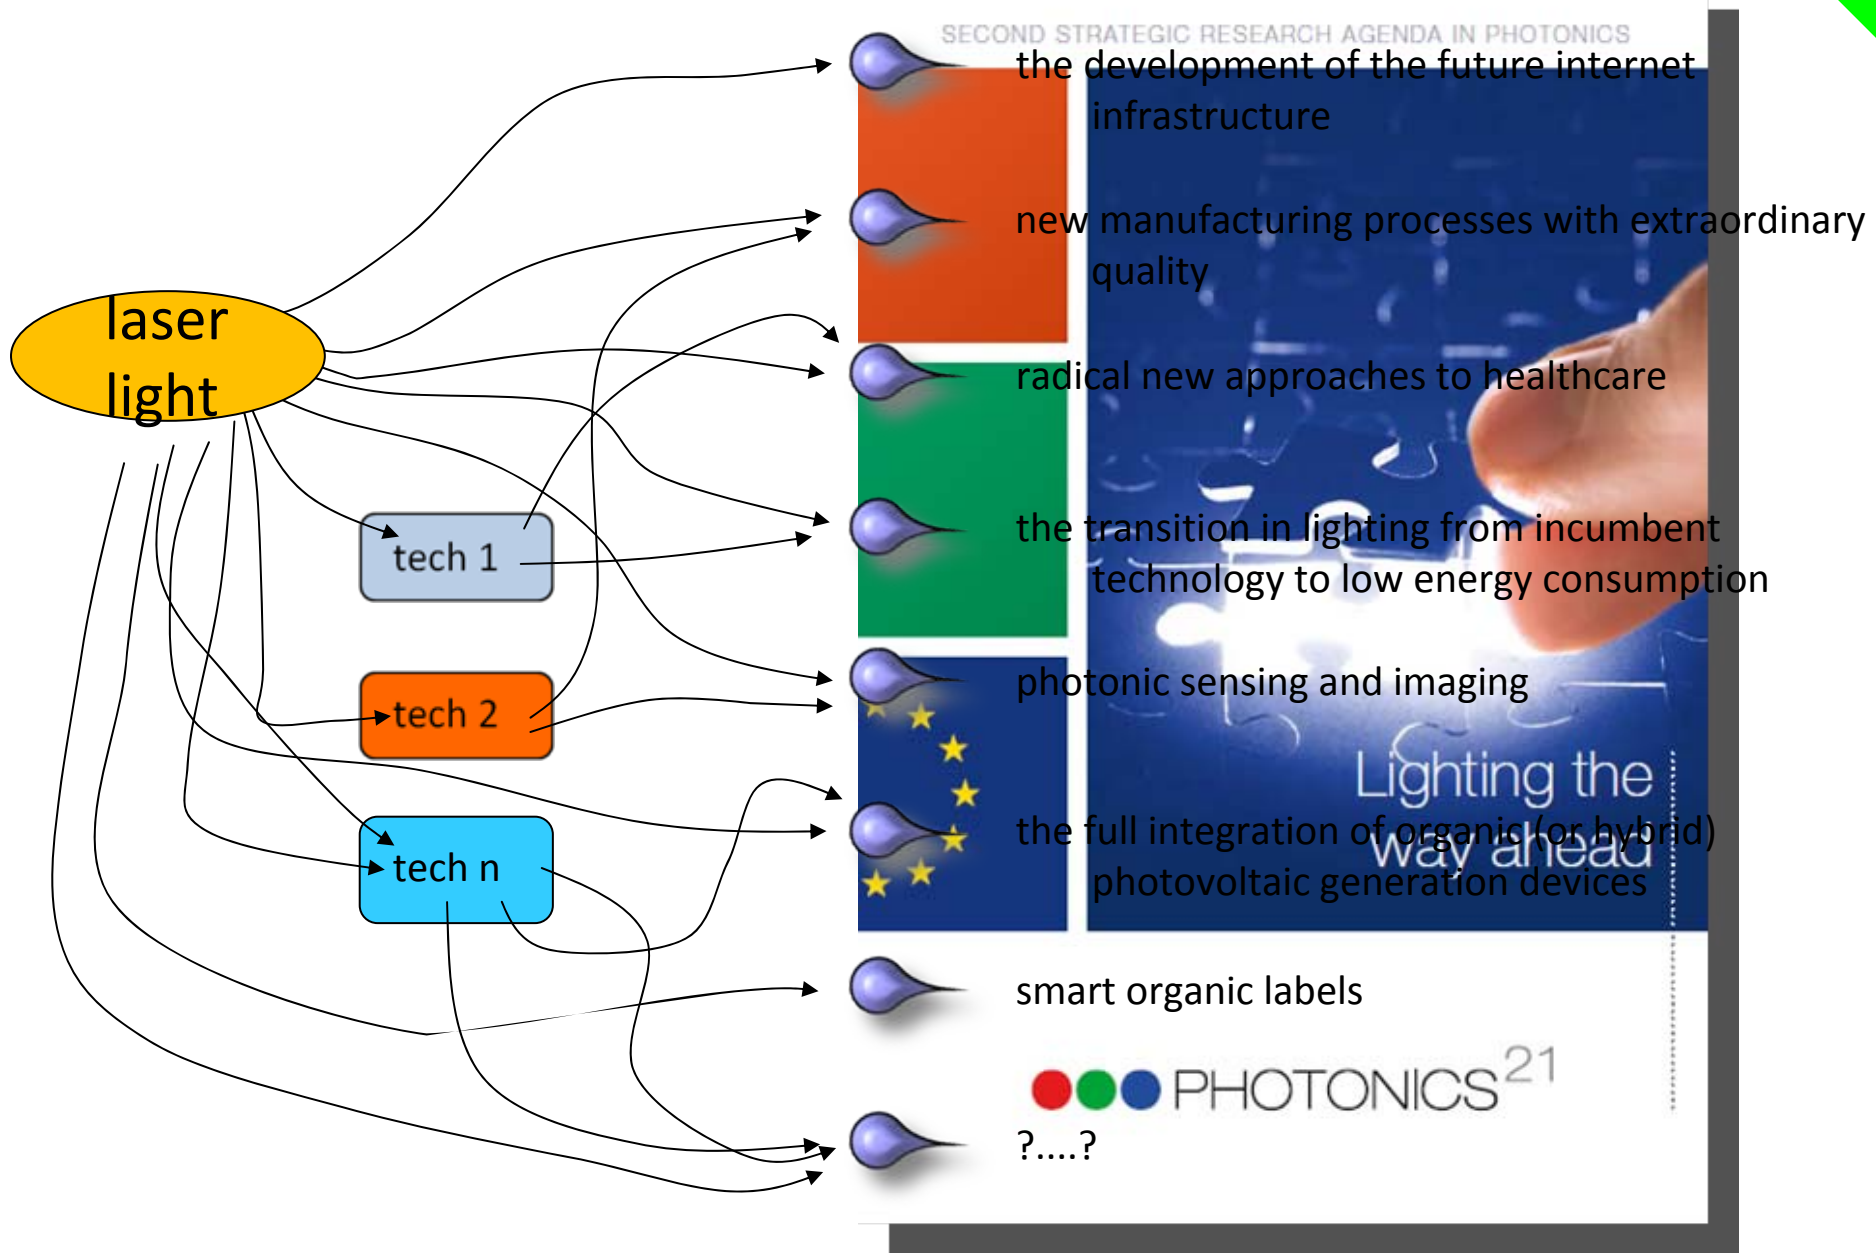 SECOND STRATEGIC RESEARCH AGENDA IN PHOTONICS
the development of the future internet
infrastructure
new manufacturing processes with extraordinary
quality
laser
light
radical new approaches to healthcare
the transition in lighting from incumbent
technology to low energy consumption
tech 1
photonic sensing and imaging
tech 2
Lighting the
way ahead
the full integration of organic (or hybrid)
photovoltaic generation devices
tech n
smart organic labels
PHOTONICS21
?....?